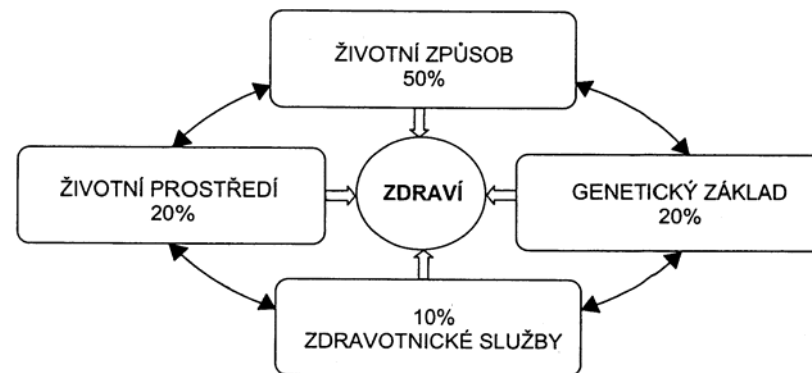 ŽIVOTNÍ ZPŮSOB
50%
ŽIVOTNÍ PROSTŘEDÍ
20%
ZDRAVÍ
GENETICKÝ ZÁKLAD
20%
10%
ZDRAVOTNICKÉ SLUŽBY